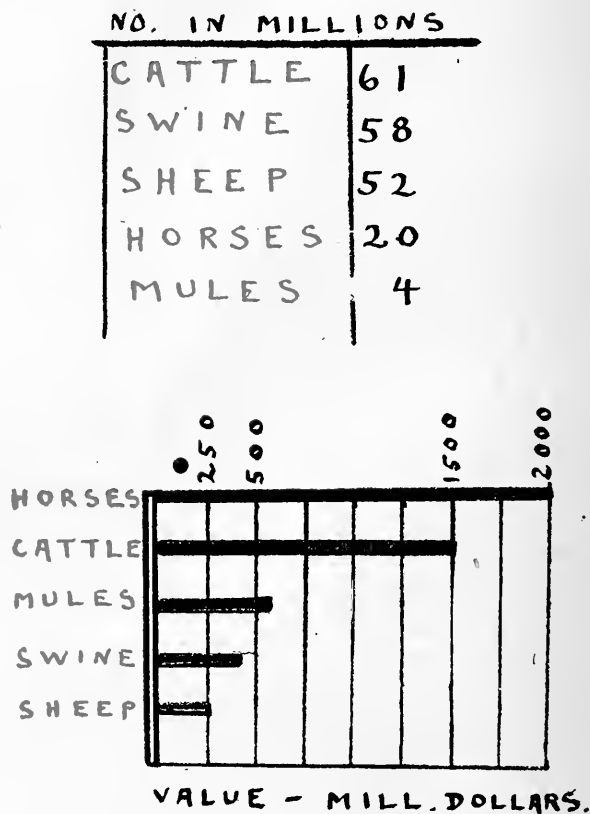 NO. IN MILLIONS
CATTLE 61
SWINE 58
SHEEP 52
HORSES 20
MULES 4
250 500 1500 2000
HORSES
CATTLE
MULES
SWINE
SHEEP
VALUE - MILL. DOLLARS.